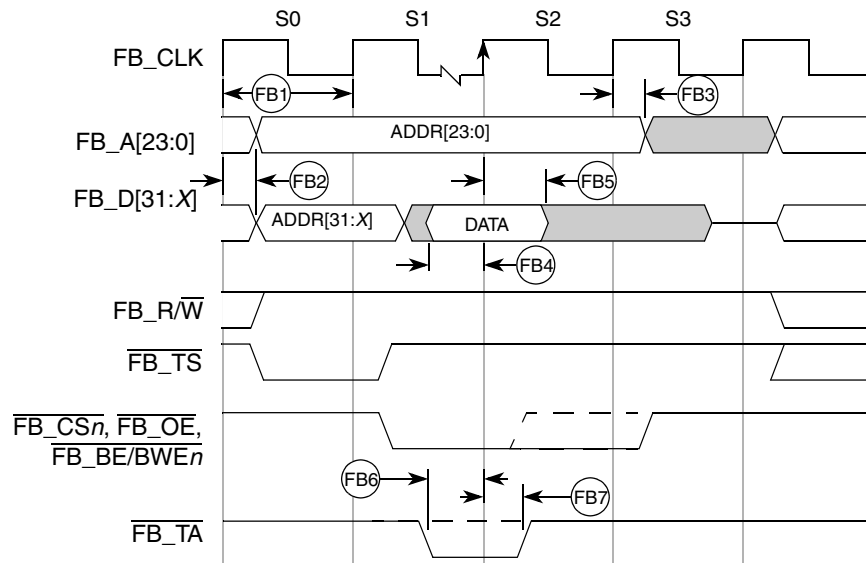 S0 S1 S2 S3
FB_CLK
FB1 FB3
FB_A[23:0] ADDR[23:0]
FB2 FB5
FB_D[31:X] ADDR[31:X] DATA
FB4
FB_R/W
FB_TS
FB_CSn, FB_OE,
FB_BE/BWEn
FB6 FB7
FB_TA